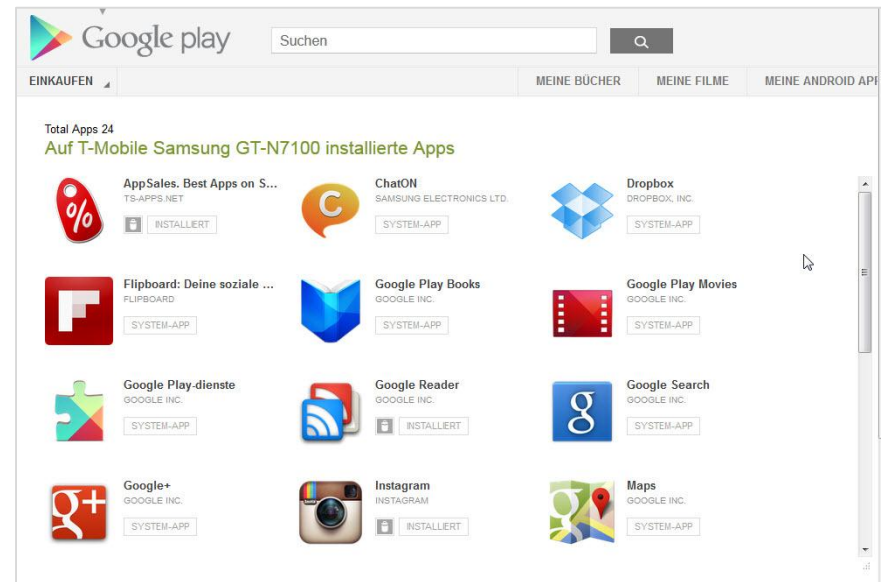 Google play
Suchen
EINKAUFEN
MEINE BÜCHER
MEINE FILME
MEINE ANDROID APP
Total Apps 24
Auf T-Mobile Samsung GT-N7100 installierte Apps
AppSales. Best Apps on S...
TS-APPS.NET
INSTALLIERT
ChatON
SAMSUNG ELECTRONICS LTD.
SYSTEM-APP
Dropbox
DROPBOX, INC.
SYSTEM-APP
Flipboard: Deine soziale ...
FLIPBOARD
SYSTEM-APP
Google Play Books
GOOGLE INC.
SYSTEM-APP
Google Play Movies
GOOGLE INC.
SYSTEM-APP
Google Play-dienste
GOOGLE INC.
SYSTEM-APP
Google Reader
GOOGLE INC.
INSTALLIERT
Google Search
GOOGLE INC.
SYSTEM-APP
Google+
GOOGLE INC.
SYSTEM-APP
Instagram
INSTAGRAM
INSTALLIERT
Maps
GOOGLE INC.
SYSTEM-APP